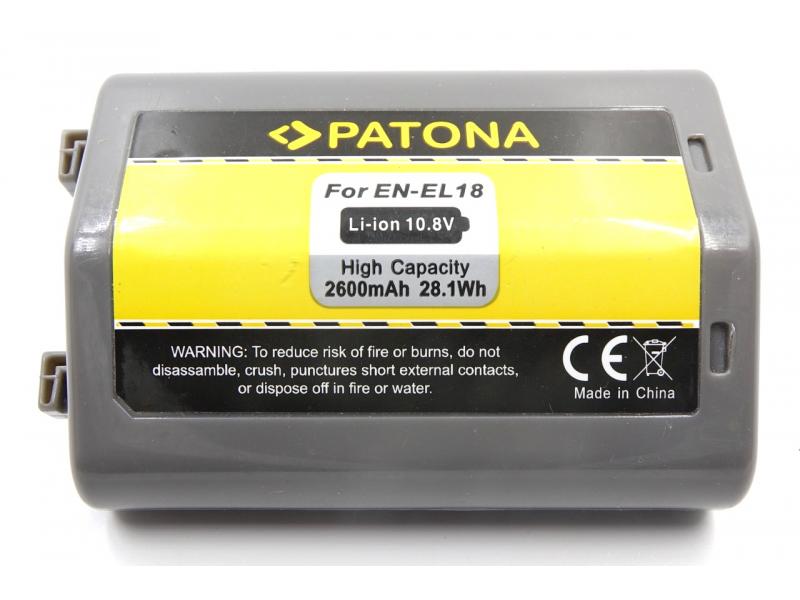 PATONA
For EN-EL18
Li-ion 10.8V
High Capacity
2600mAh 28.1Wh
WARNING: To reduce risk of fire or burns, do not
disassamble, crush, punctures short external contacts,
or dispose off in fire or water.
CE
Made in China